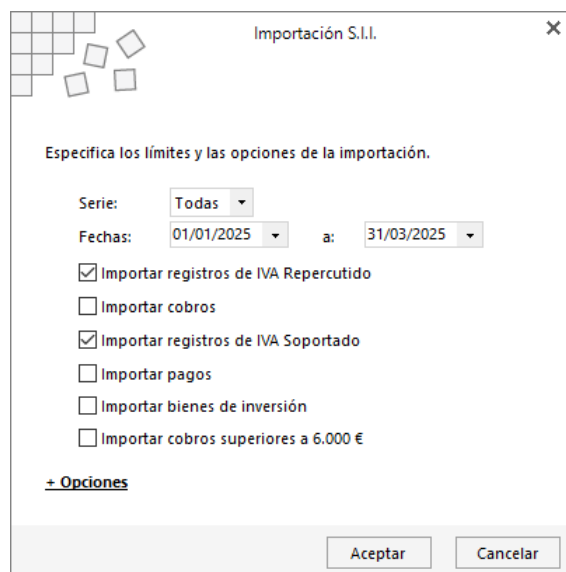 Importación S.I.I.
Especifica los límites y las opciones de la importación.
Serie: Todas
Fechas: 01/01/2025 a: 31/03/2025
Importar registros de IVA Repercutido
Importar cobros
Importar registros de IVA Soportado
Importar pagos
Importar bienes de inversión
Importar cobros superiores a 6.000 €
+ Opciones
Aceptar Cancelar